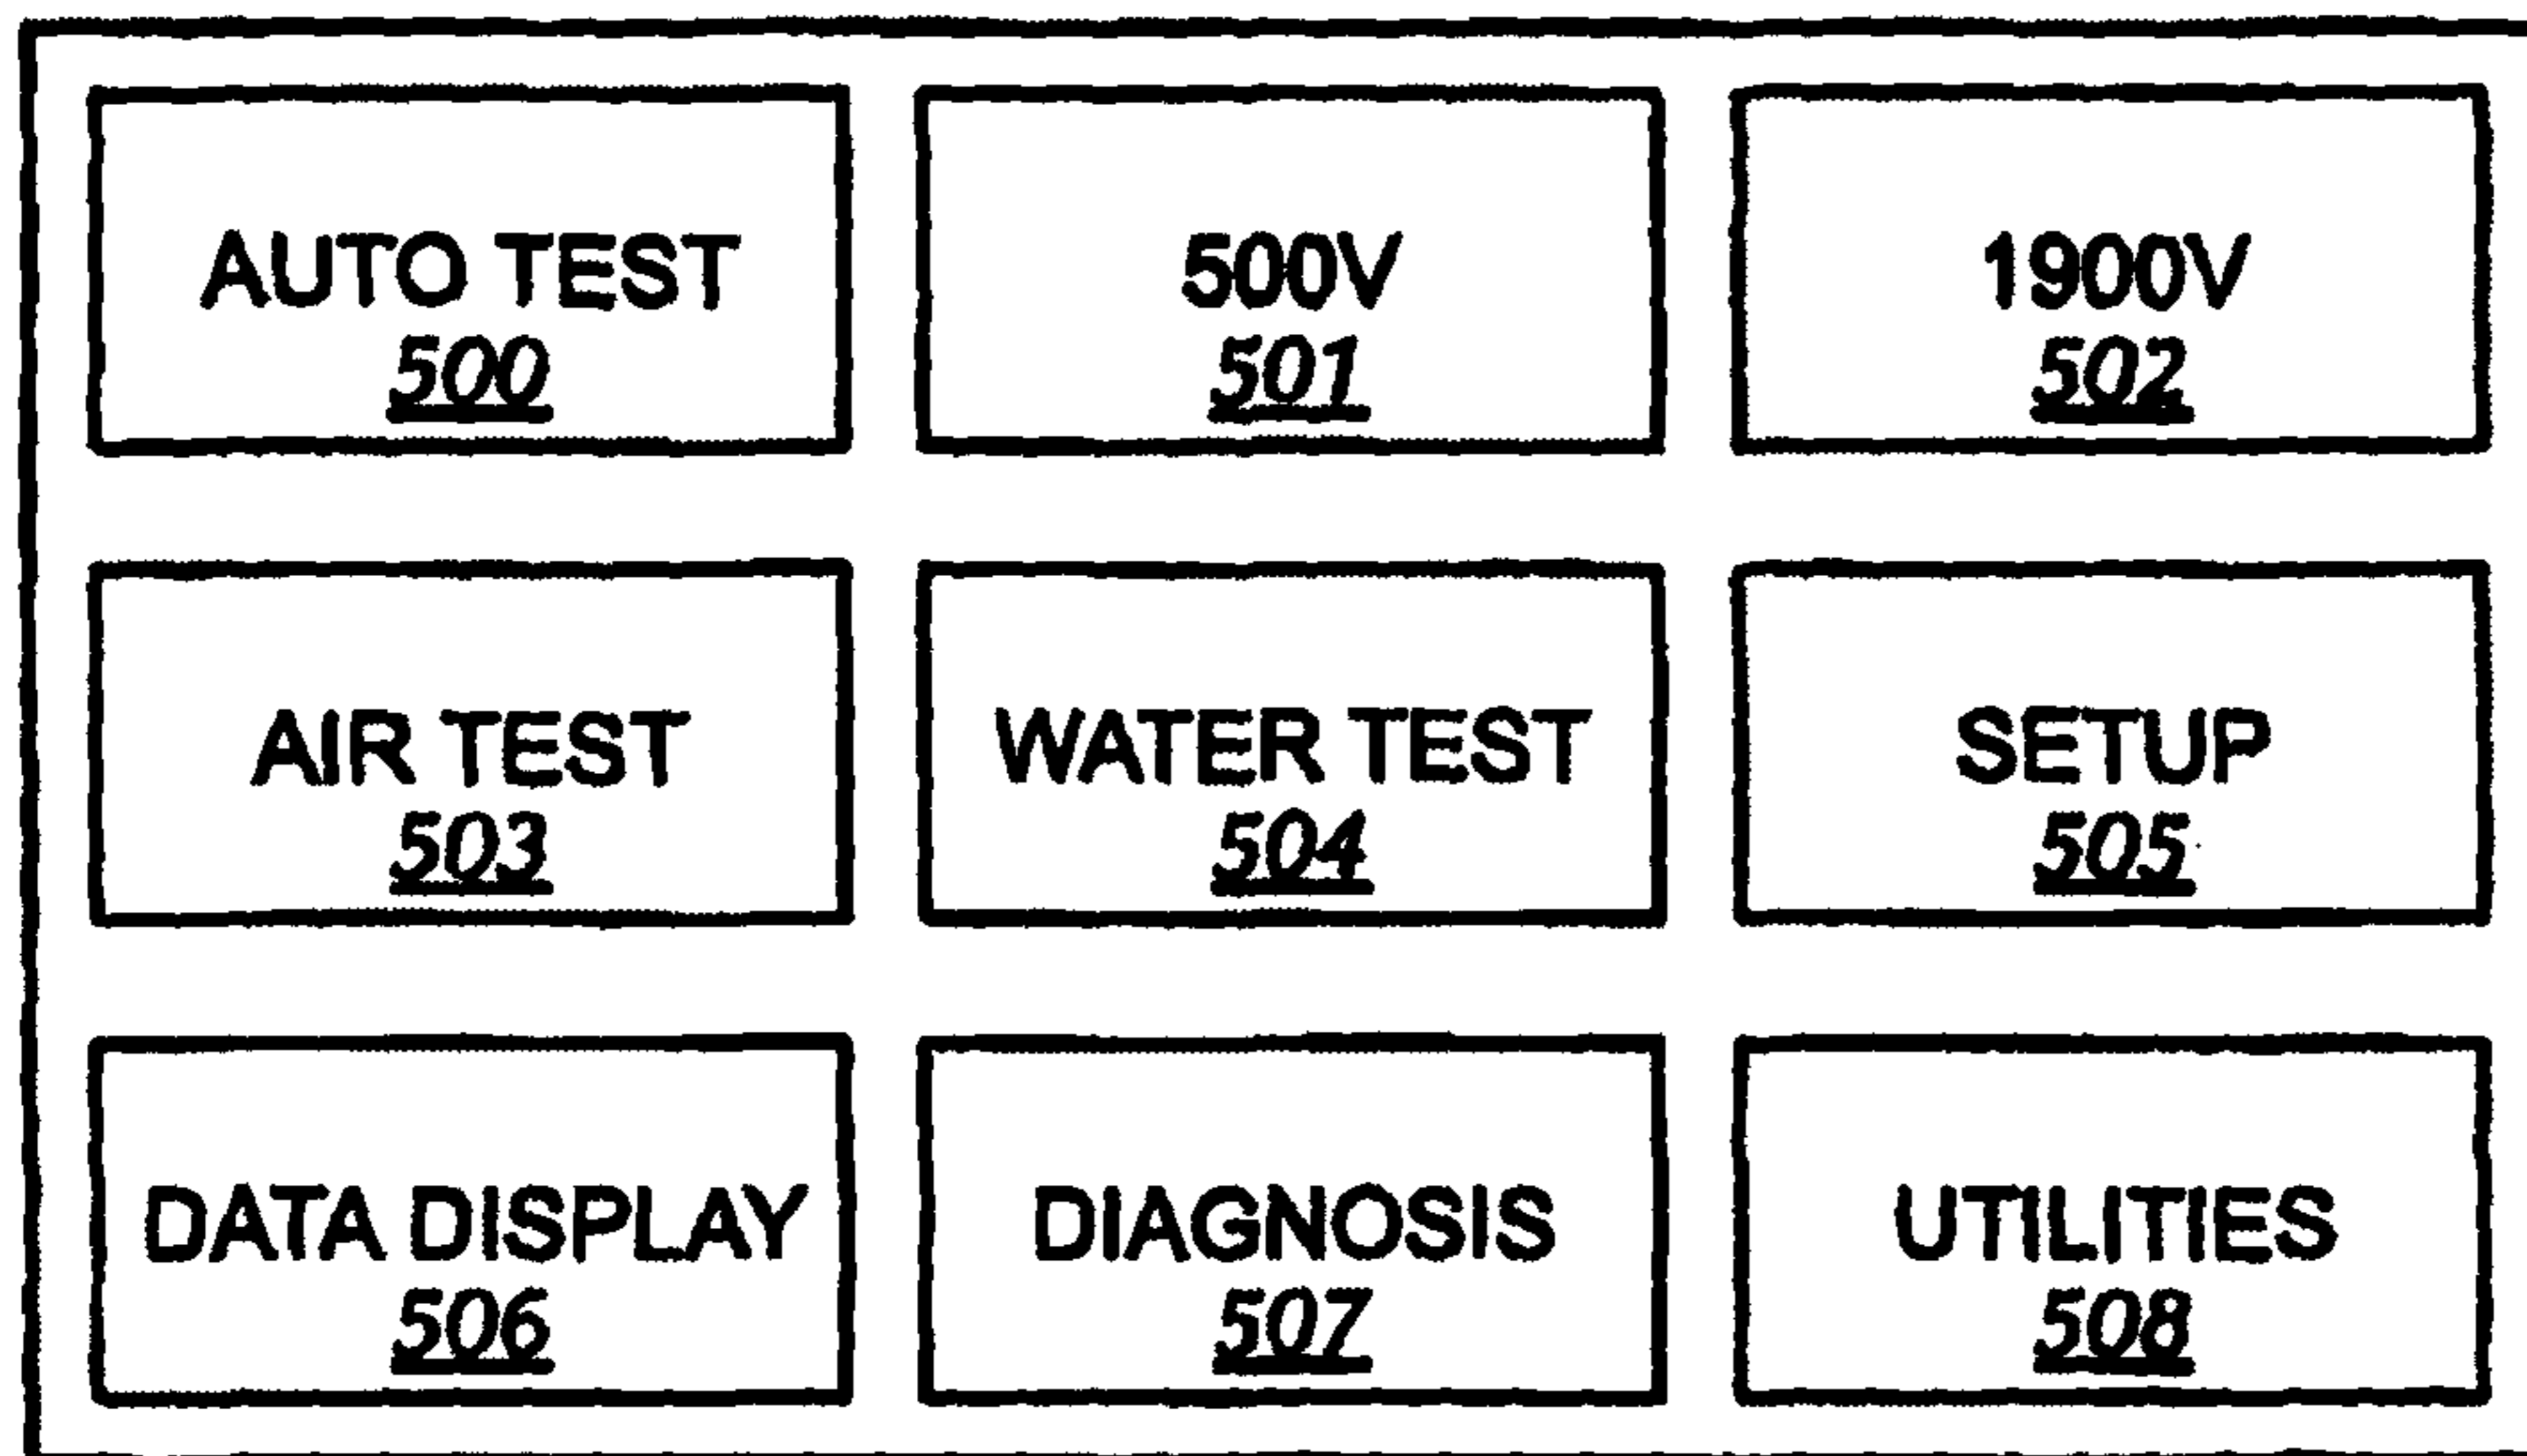 AUTO TEST
500
500V
501
1900V
502
AIR TEST
503
WATER TEST
504
SETUP
505
DATA DISPLAY
506
DIAGNOSIS
507
UTILITIES
508